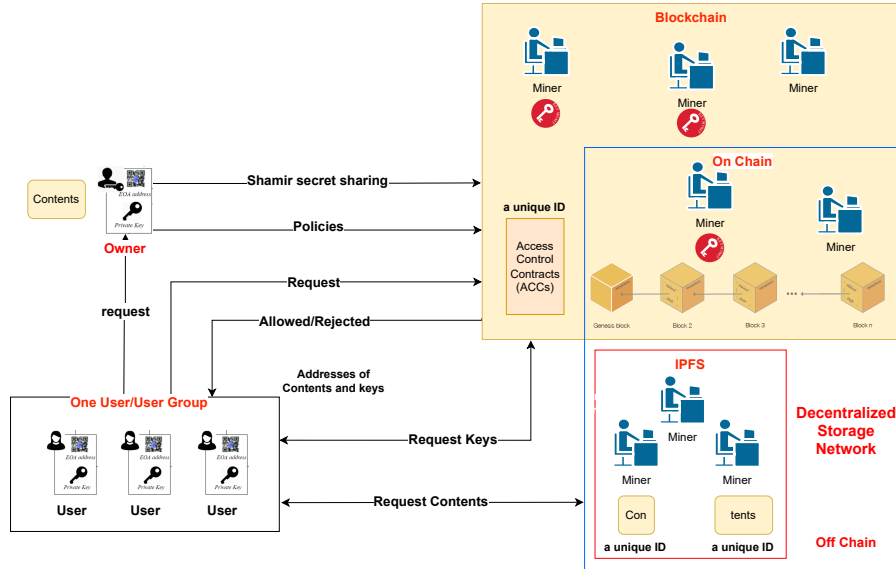 Blockchain
Miner
Miner
Miner
On Chain
Contents
EOA address
Private Key
Owner
Shamir secret sharing
Policies
a unique ID
Access
Control
Contracts
(ACCs)
Miner
Miner
Request
request
Allowed/Rejected
Genesis block
Block 2
Block 3
Block n
Addresses of
Contents and keys
IPFS
One User/User Group
EOA address
Private Key
User
EOA address
Private Key
User
EOA address
Private Key
User
Request Keys
Request Contents
Miner
Miner
Miner
Decentralized
Storage
Network
Con
tents
a unique ID
a unique ID
Off Chain